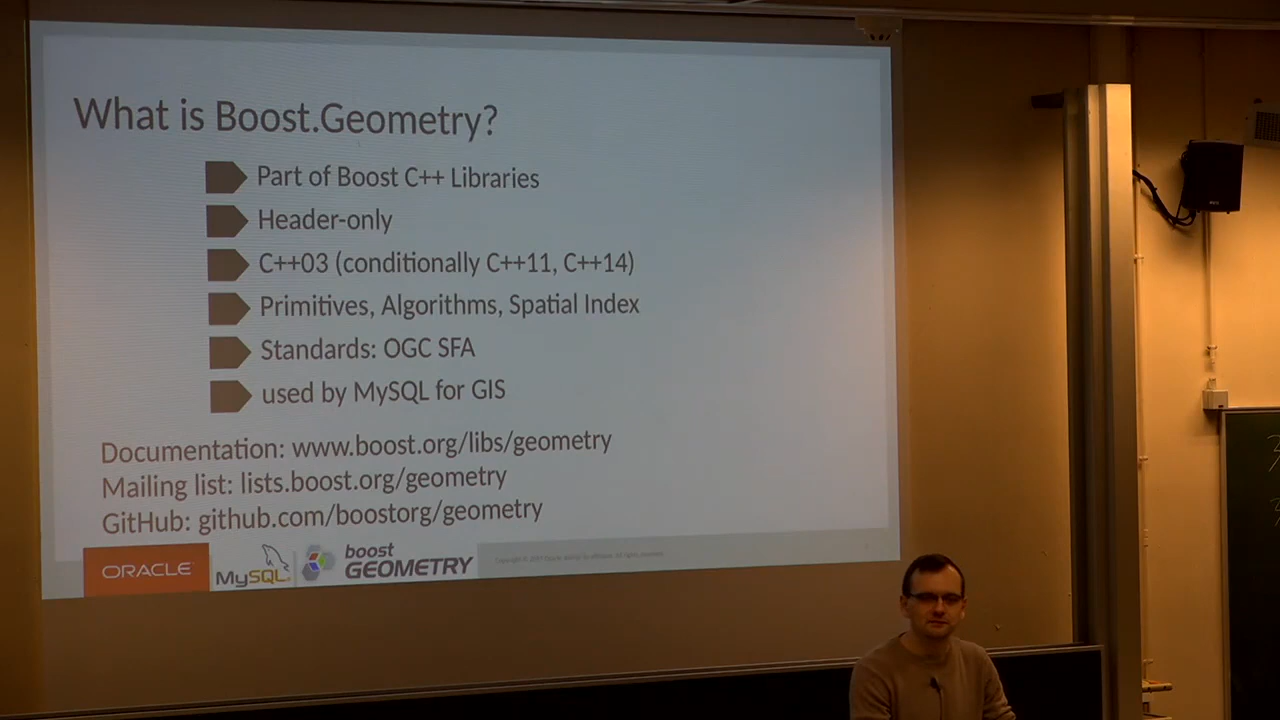 What is Boost.Geometry?
Part of Boost C++ Libraries
Header-only
C++03 (conditionally C++11, C++14)
Primitives, Algorithms, Spatial Index
Standards: OGC SFA
used by MySQL for GIS
Documentation: www.boost.org/libs/geometry
Mailing list: lists.boost.org/geometry
GitHub: github.com/boostorg/geometry
ORACLE MySQL boost GEOMETRY